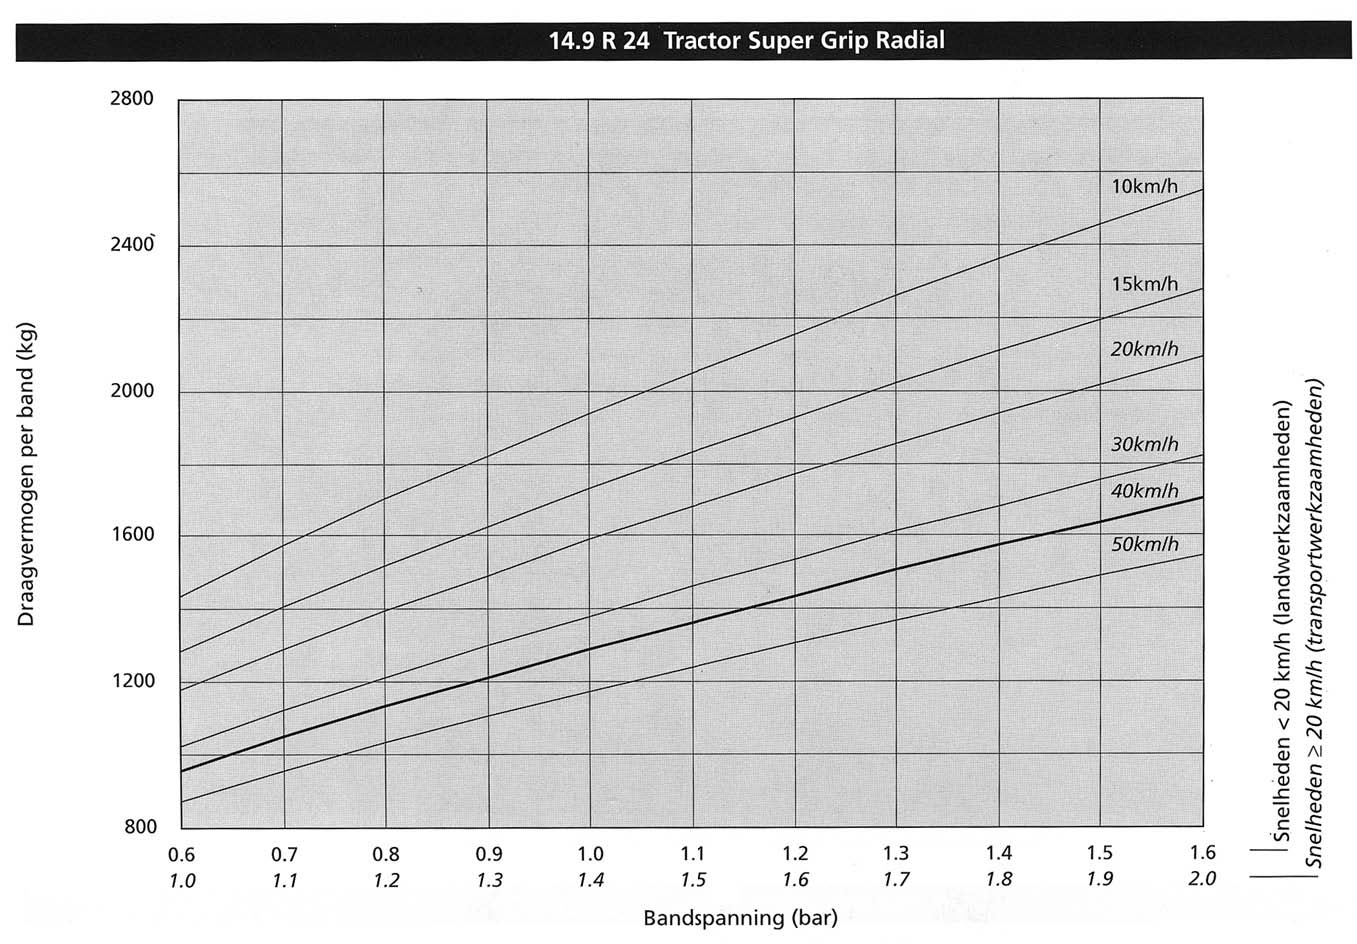 14.9 R 24 Tractor Super Grip Radial
2800
2400
2000
1600
1200
800
Draagvermogen per band (kg)
10km/h
15km/h
20km/h
30km/h
40km/h
50km/h
0.6 0.7 0.8 0.9 1.0 1.1 1.2 1.3 1.4 1.5 1.6
1.0 1.1 1.2 1.3 1.4 1.5 1.6 1.7 1.8 1.9 2.0
Bandspanning (bar)
Snelheden < 20 km/h (landwerkzaamheden)
Snelheden ≥ 20 km/h (transportwerkzaamheden)